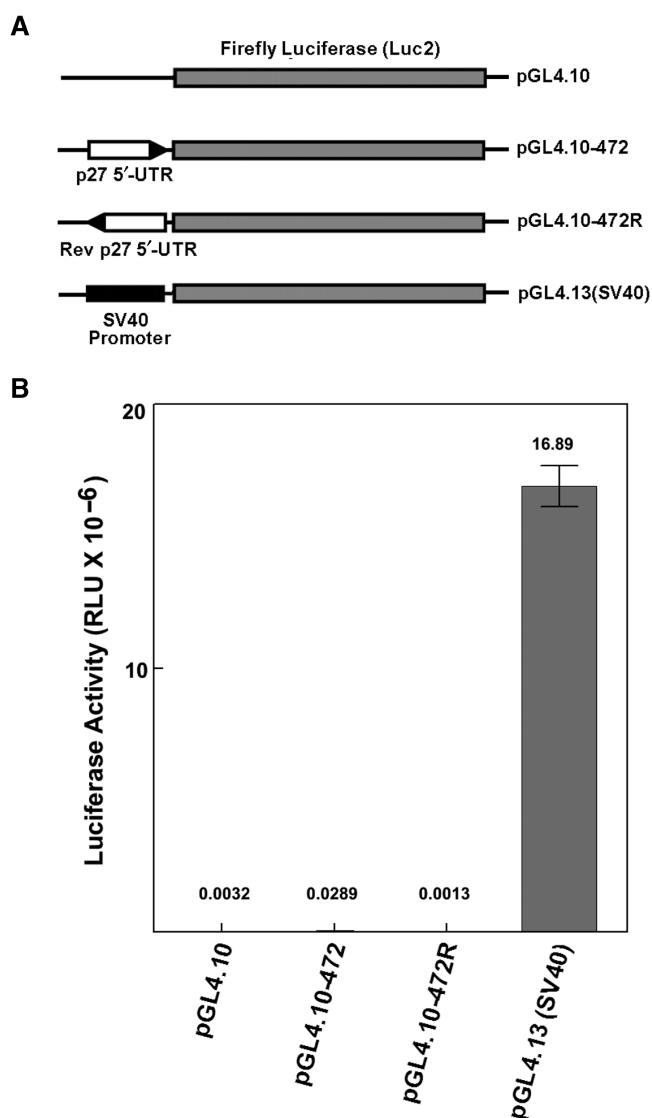 A
Firefly Luciferase (Luc2)
pGL4.10
pGL4.10-472
p27 5′-UTR
pGL4.10-472R
Rev p27 5′-UTR
pGL4.13(SV40)
SV40
Promoter
B
20
16.89
Luciferase Activity (RLU X 10−6)
10
0.0032
0.0289
0.0013
pGL4.10
pGL4.10-472
pGL4.10-472R
pGL4.13 (SV40)